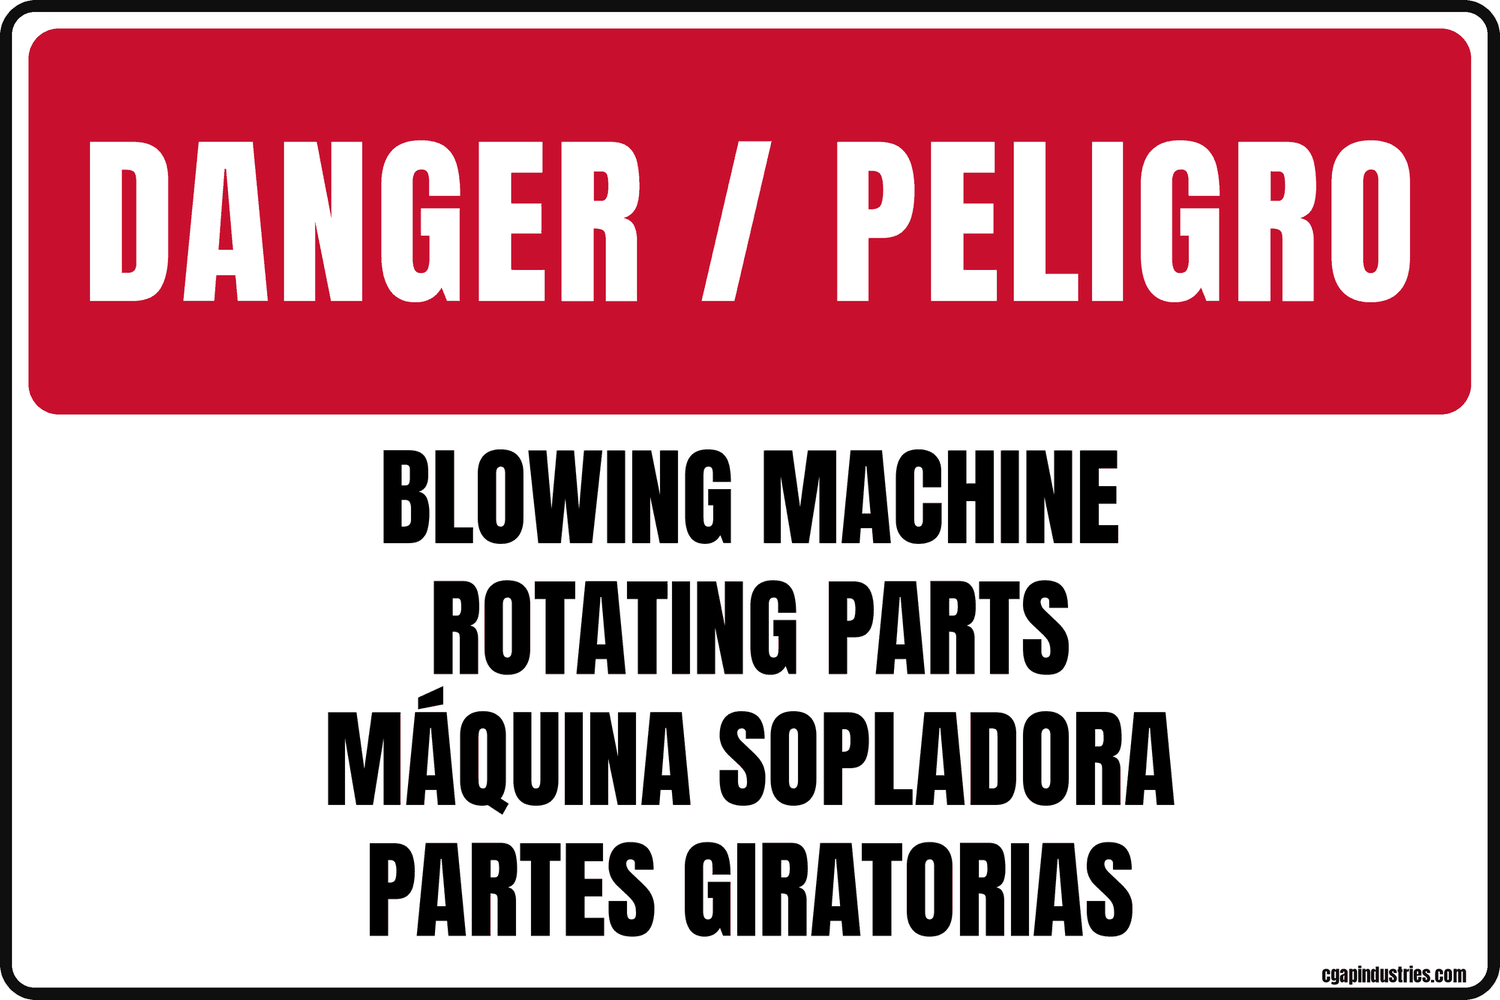 DANGER / PELIGRO
BLOWING MACHINE
ROTATING PARTS
MÁQUINA SOPLADORA
PARTES GIRATORIAS
cgapindustries.com